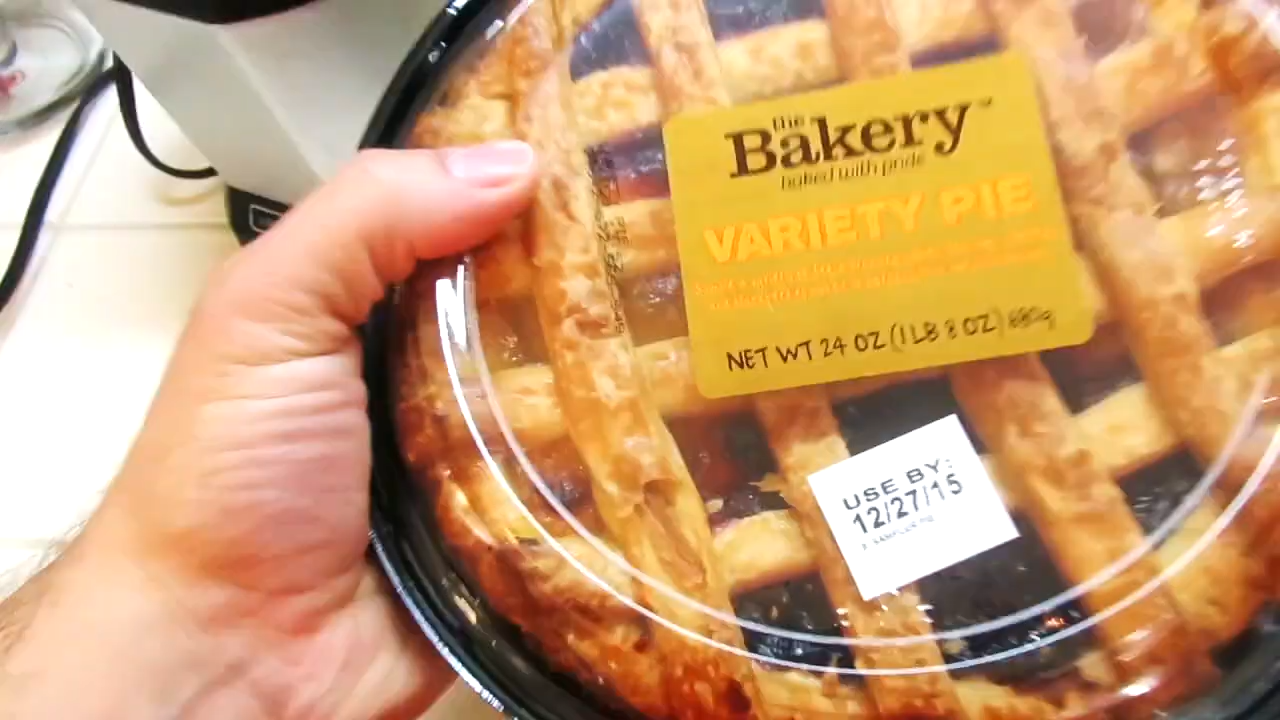 the
Bakery™
baked with pride
VARIETY PIE
NET WT 24 OZ (1 LB 8 OZ) 680g
USE BY:
12/27/15